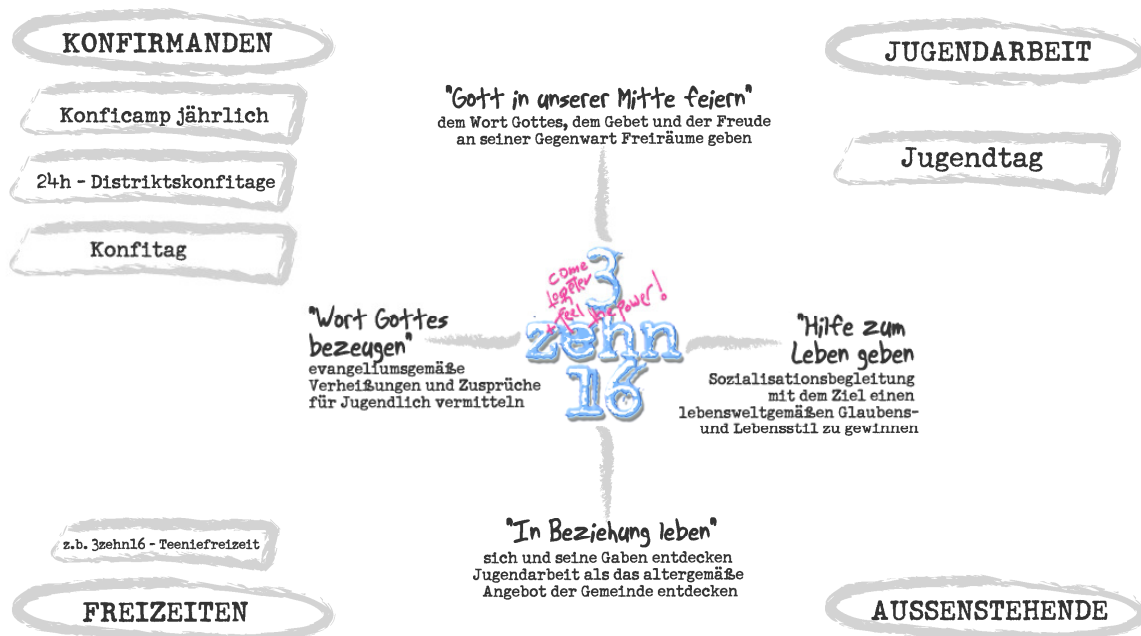 KONFIRMANDEN
Konficamp jährlich
24h - Distriktskonfitage
Konfitag
JUGENDARBEIT
Jugendtag
"Gott in unserer Mitte feiern"
dem Wort Gottes, dem Gebet und der Freude
an seiner Gegenwart Freiräume geben
"Wort Gottes
bezeugen"
evangeliumsgemäße
Verheißungen und Zusprüche
für Jugendlich vermitteln
come
together
feel the power!
3
zehn
16
"Hilfe zum
Leben geben
Sozialisationsbegleitung
mit dem Ziel einen
lebensweltgemäßen Glaubens-
und Lebensstil zu gewinnen
"In Beziehung leben"
sich und seine Gaben entdecken
Jugendarbeit als das altergemäße
Angebot der Gemeinde entdecken
z.b. 3zehn16 - Teeniefreizeit
FREIZEITEN
AUSSENSTEHENDE